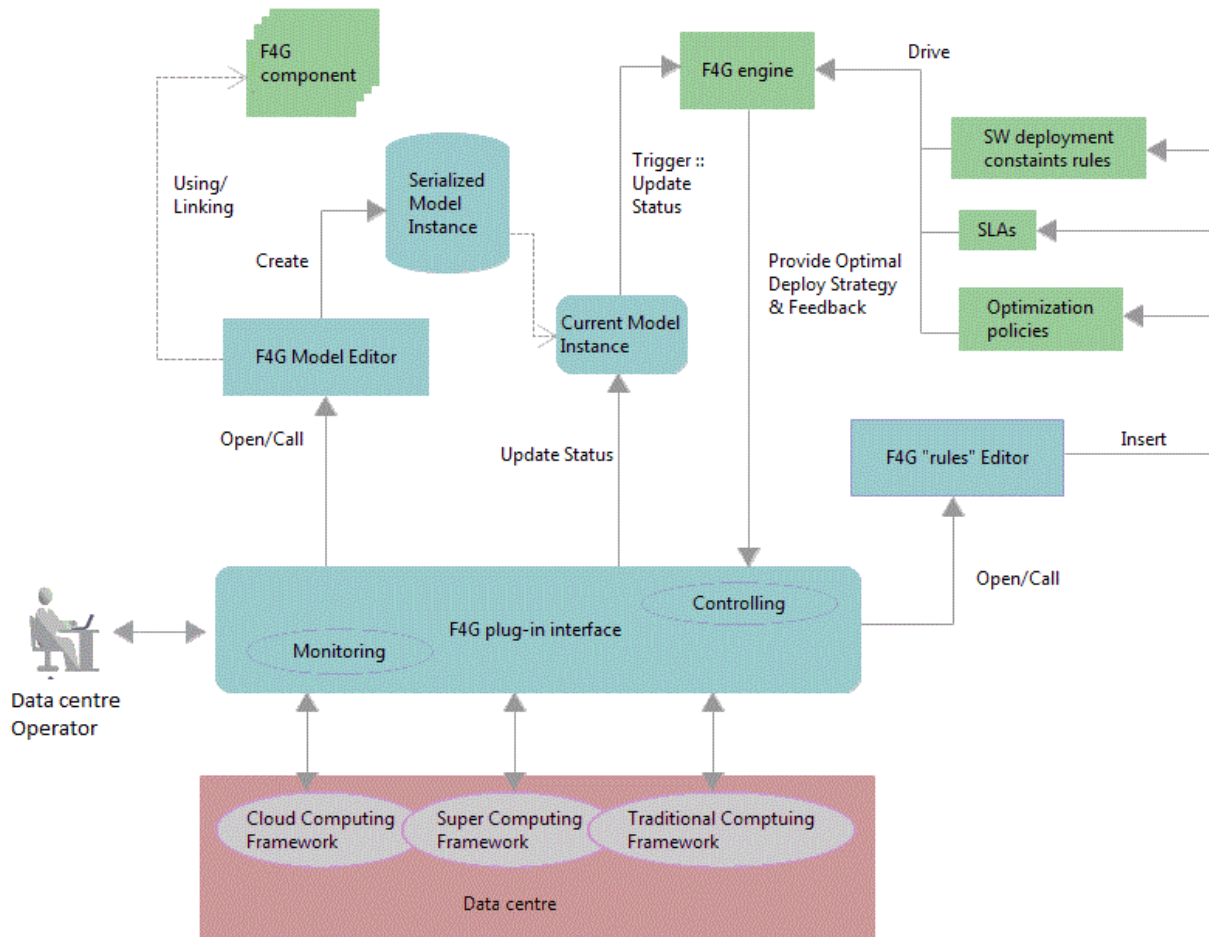 F4G
component
F4G engine
Drive
SW deployment
constaints rules
Using/
Linking
Serialized
Model
Instance
Trigger ::
Update
Status
SLAs
Create
Provide Optimal
Deploy Strategy
& Feedback
Optimization
policies
F4G Model Editor
Current Model
Instance
Open/Call
Update Status
F4G "rules" Editor
Insert
Open/Call
Controlling
F4G plug-in interface
Monitoring
Data centre
Operator
Cloud Computing
Framework
Super Computing
Framework
Traditional Comptuing
Framework
Data centre